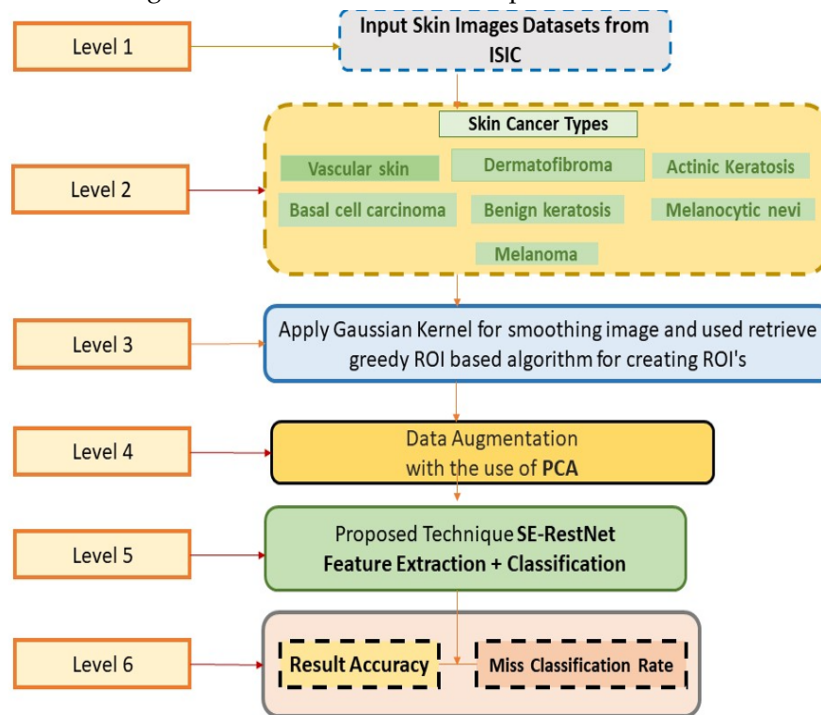 Level 1
Input Skin Images Datasets from
ISIC
Level 2
Skin Cancer Types
Vascular skin
Dermatofibroma
Actinic Keratosis
Basal cell carcinoma
Benign keratosis
Melanocytic nevi
Melanoma
Level 3
Apply Gaussian Kernel for smoothing image and used retrieve
greedy ROI based algorithm for creating ROI's
Level 4
Data Augmentation
with the use of PCA
Level 5
Proposed Technique SE-RestNet
Feature Extraction + Classification
Level 6
Result Accuracy
Miss Classification Rate